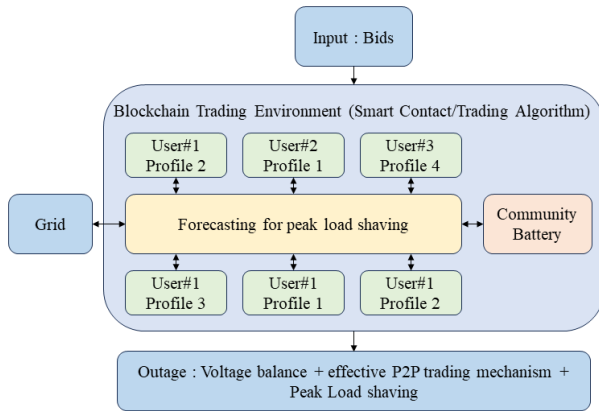 Input : Bids
Blockchain Trading Environment (Smart Contact/Trading Algorithm)
User#1
Profile 2
User#2
Profile 1
User#3
Profile 4
Grid
Forecasting for peak load shaving
Community
Battery
User#1
Profile 3
User#1
Profile 1
User#1
Profile 2
Outage : Voltage balance + effective P2P trading mechanism +
Peak Load shaving